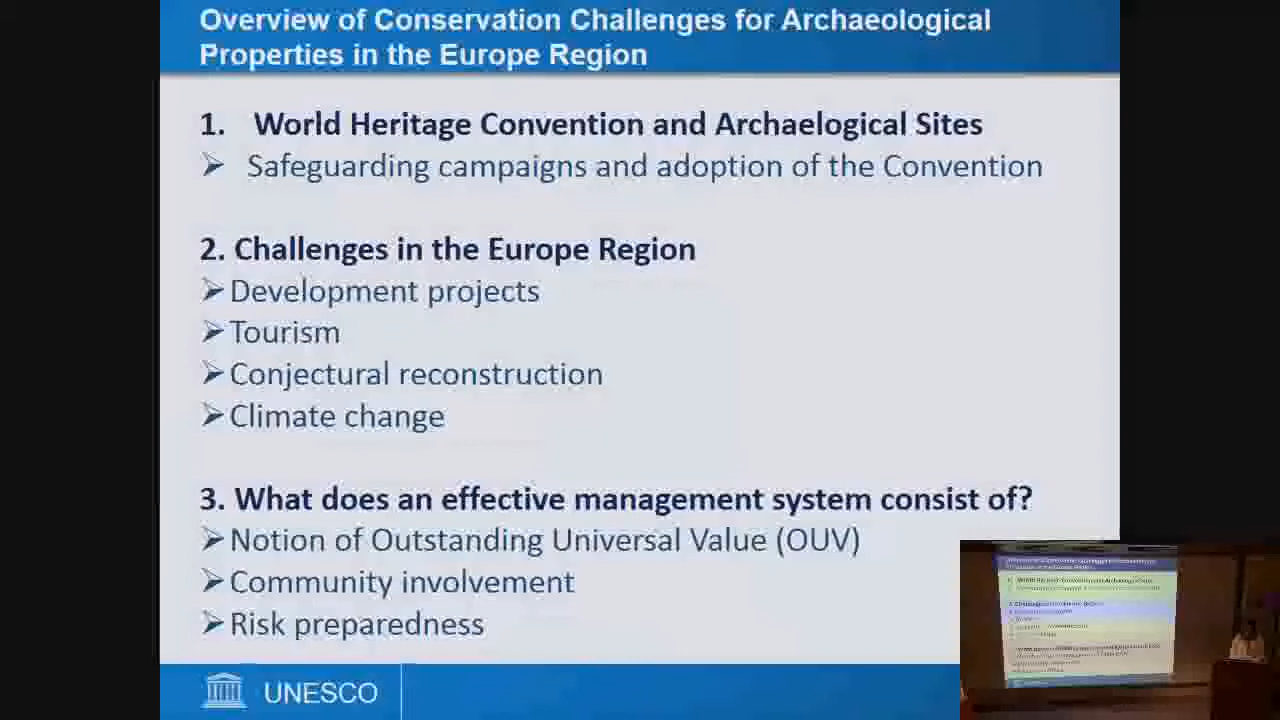 Overview of Conservation Challenges for Archaeological
Properties in the Europe Region
1. World Heritage Convention and Archaelogical Sites
➢ Safeguarding campaigns and adoption of the Convention
2. Challenges in the Europe Region
➢ Development projects
➢ Tourism
➢ Conjectural reconstruction
➢ Climate change
3. What does an effective management system consist of?
➢ Notion of Outstanding Universal Value (OUV)
➢ Community involvement
➢ Risk preparedness
UNESCO